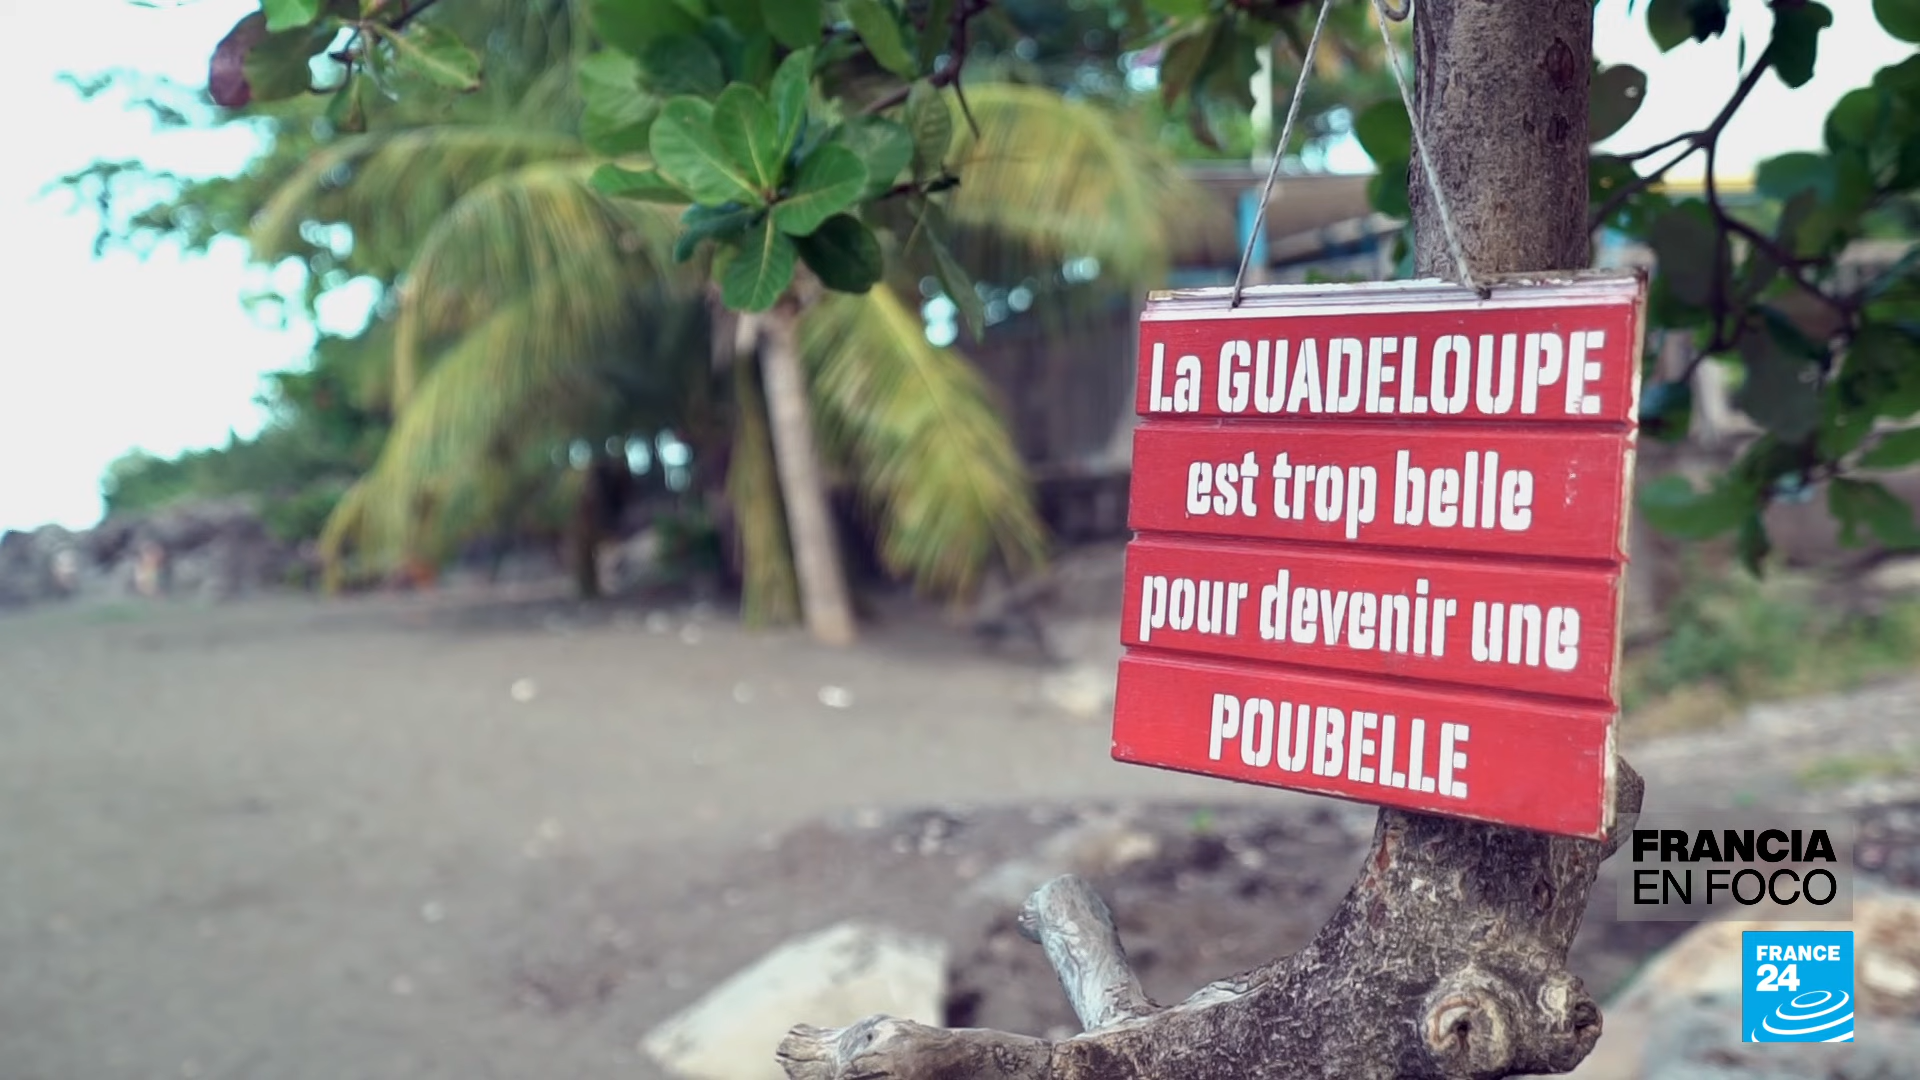 La GUADELOUPE
est trop belle
pour devenir une
POUBELLE
FRANCIA
EN FOCO
FRANCE
24